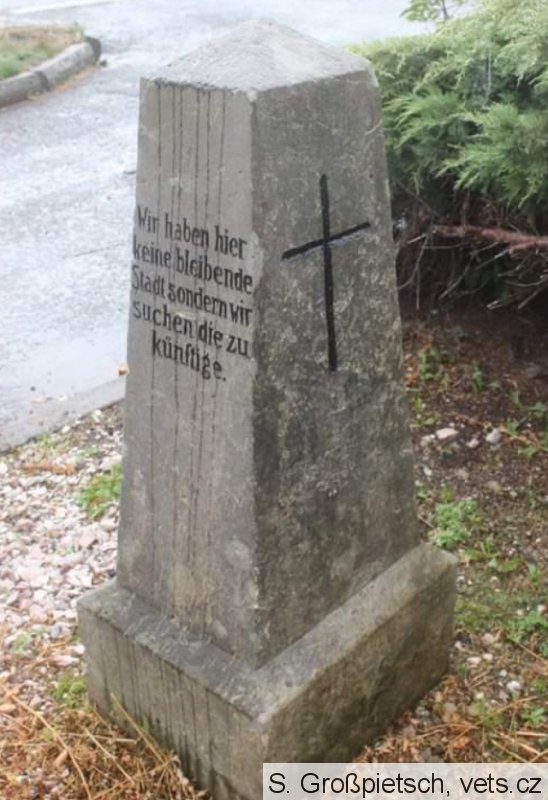 Wir haben hier
keine bleibende
Stadt sondern wir
suchen die zu
künftige.
S. Großpietsch, vets.cz